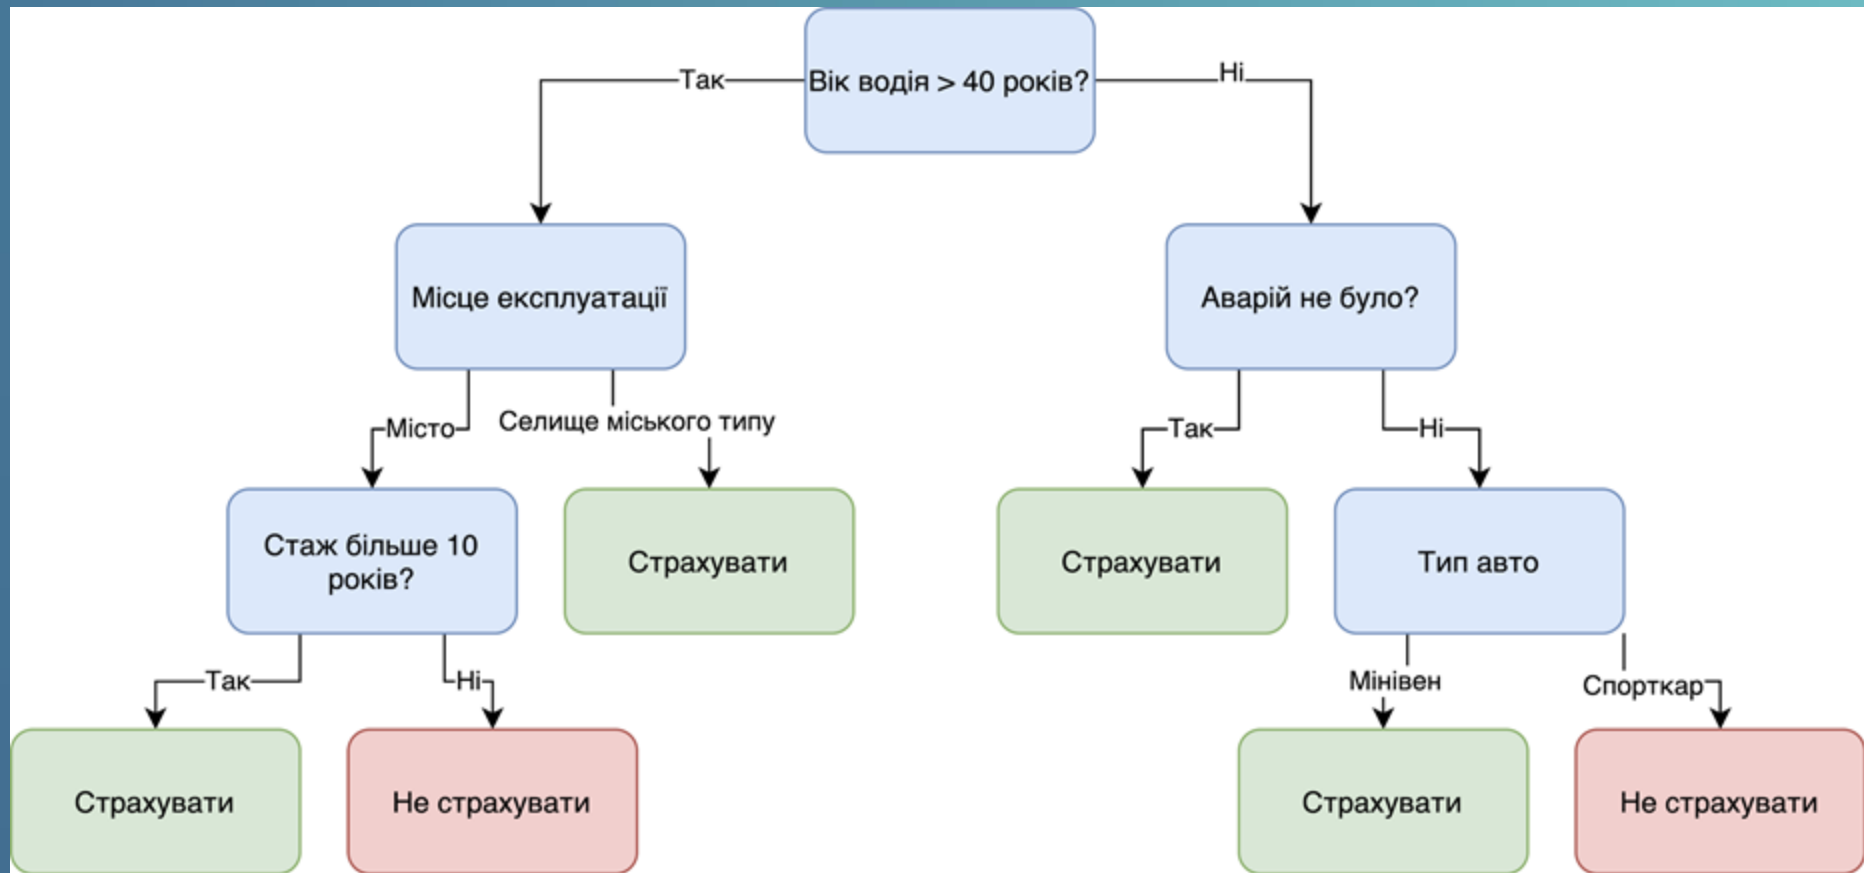 Вік водія > 40 років?
Так
Ні
Місце експлуатації
Аварій не було?
Місто
Селище міського типу
Так
Ні
Стаж більше 10
років?
Страхувати
Страхувати
Тип авто
Так
Ні
Мінівен
Спорткар
Страхувати
Не страхувати
Страхувати
Не страхувати